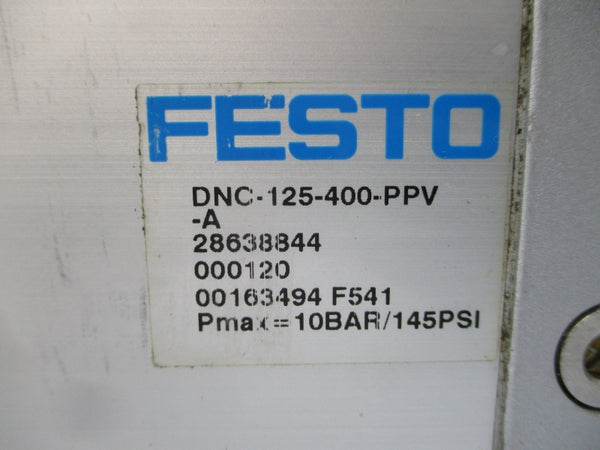 FESTO
DNC-125-400-PPV
-A
28638844
000120
00163494 F541
Pmax=10BAR/145PSI